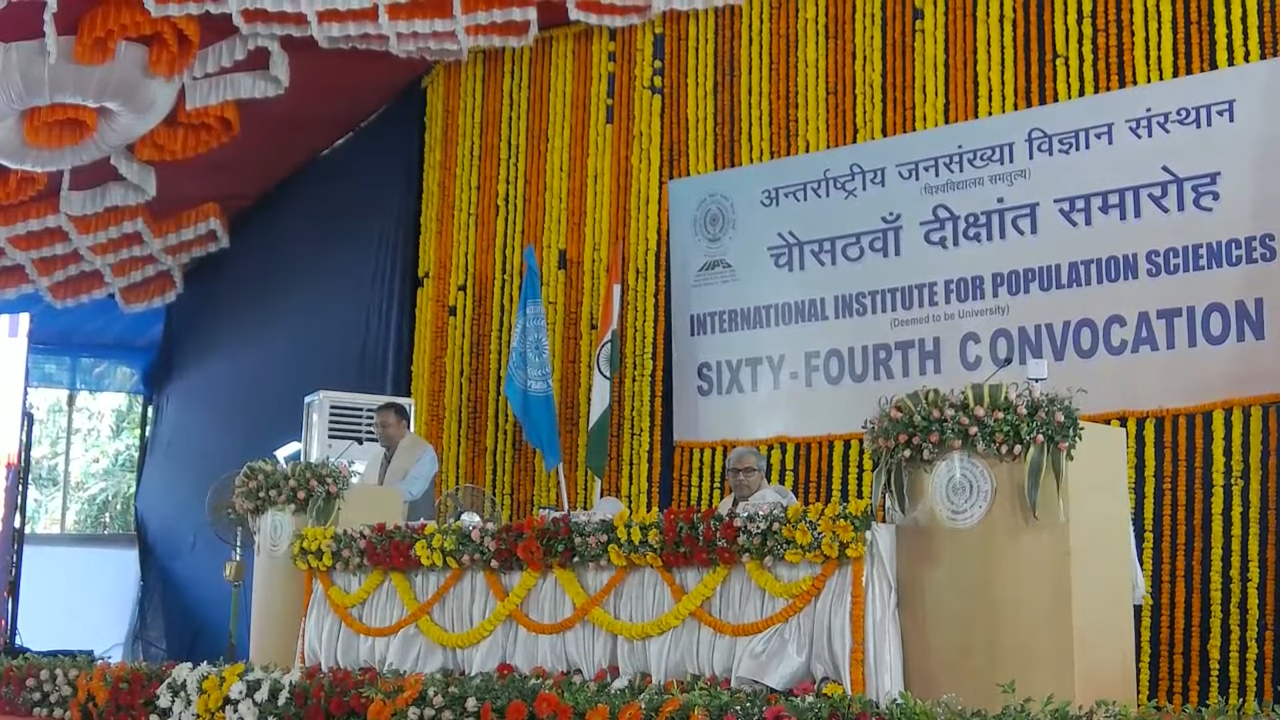 अन्तर्राष्ट्रीय जनसंख्या विज्ञान संस्थान
(विश्वविद्यालय समतुल्य)
चौसठवाँ दीक्षांत समारोह
IIPS
INTERNATIONAL INSTITUTE FOR POPULATION SCIENCES
(Deemed to be University)
SIXTY-FOURTH CONVOCATION